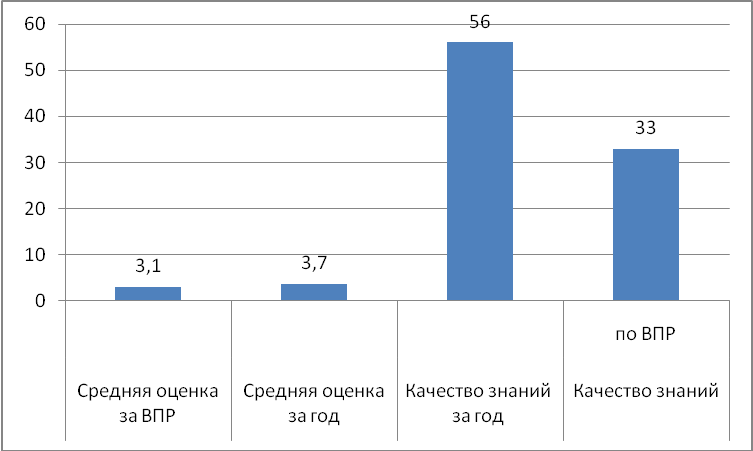 60
50
40
30
20
10
0
3,1
3,7
56
33
по ВПР
Средняя оценка
за ВПР
Средняя оценка
за год
Качество знаний
за год
Качество знаний